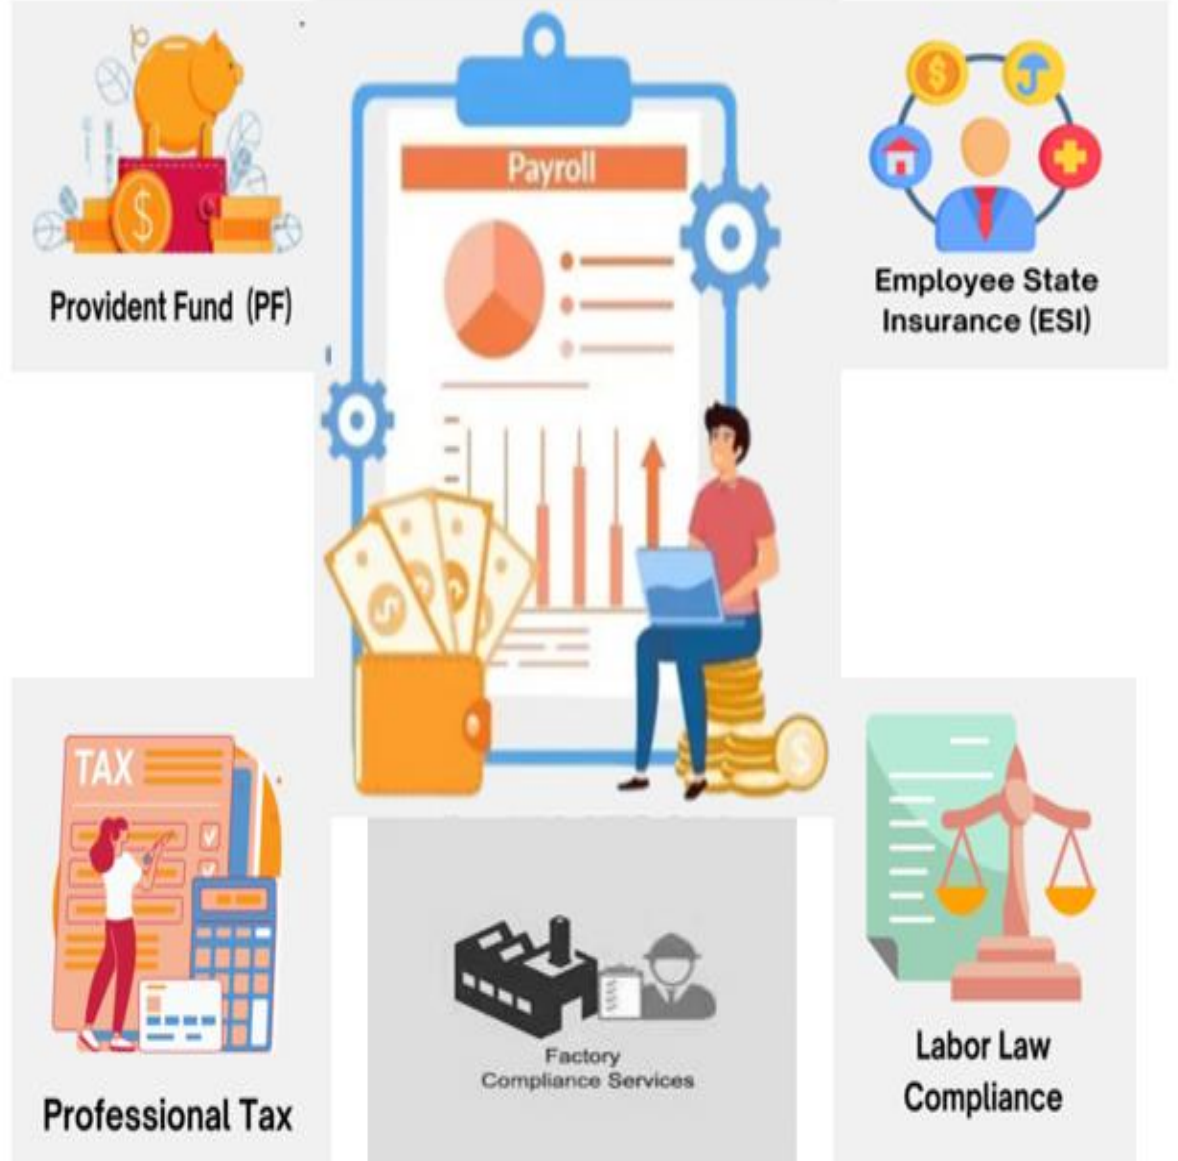 Payroll
Provident Fund (PF)
Employee State
Insurance (ESI)
TAX
Professional Tax
Factory
Compliance Services
Labor Law
Compliance